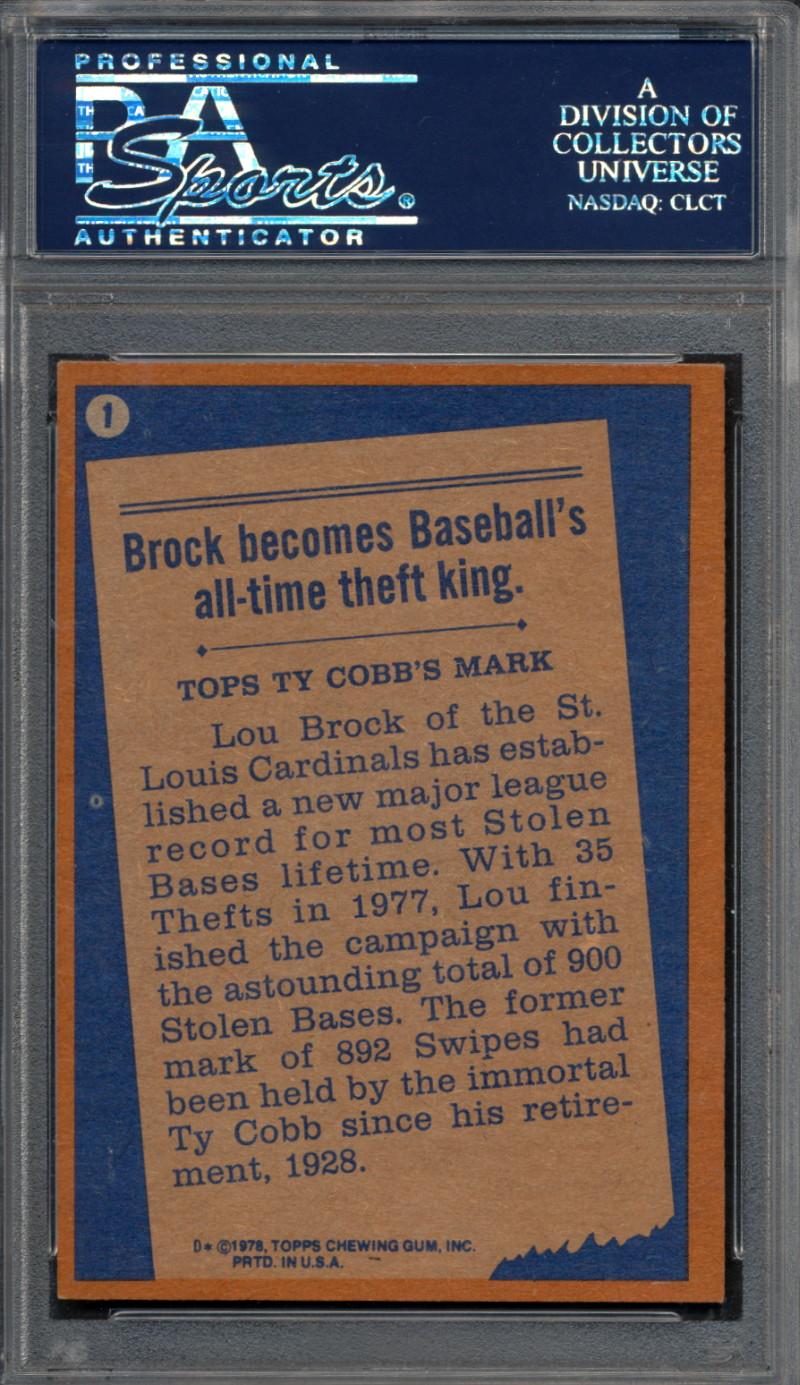 PROFESSIONAL
PSA
Sports®
AUTHENTICATOR
A
DIVISION OF
COLLECTORS
UNIVERSE
NASDAQ: CLCT
1
Brock becomes Baseball's
all-time theft king.
TOPS TY COBB'S MARK
Lou Brock of the St.
Louis Cardinals has estab-
lished a new major league
record for most Stolen
Bases lifetime. With 35
Thefts in 1977, Lou fin-
ished the campaign with
the astounding total of 900
Stolen Bases. The former
mark of 892 Swipes had
been held by the immortal
Ty Cobb since his retire-
ment, 1928.
D* ©1978, TOPPS CHEWING GUM, INC.
PRTD. IN U.S.A.